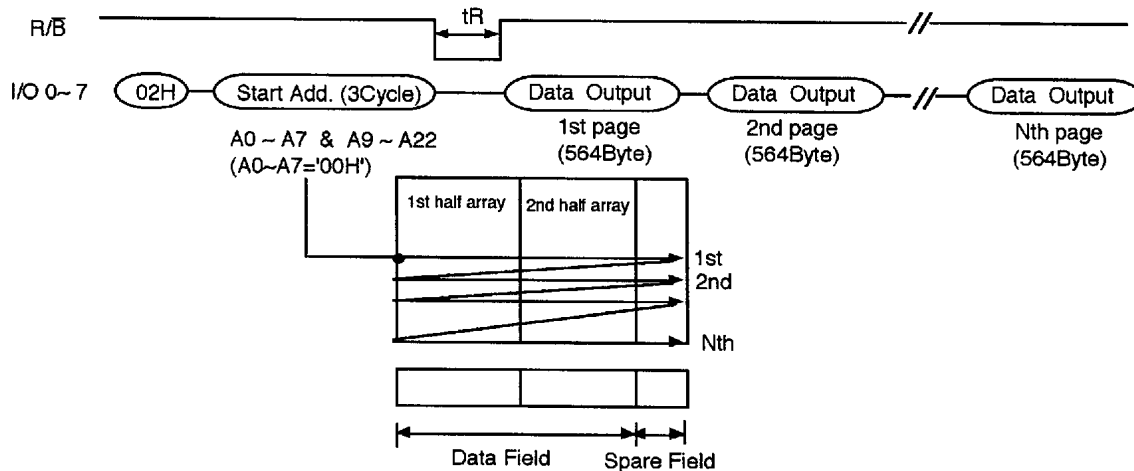 tR
R/B̅
I/O 0~ 7 02H Start Add. (3Cycle) Data Output Data Output Data Output
1st page 2nd page Nth page
(564Byte) (564Byte) (564Byte)
A0 ~ A7 & A9 ~ A22
(A0~A7='00H')
1st half array 2nd half array
1st
2nd
Nth
Data Field Spare Field